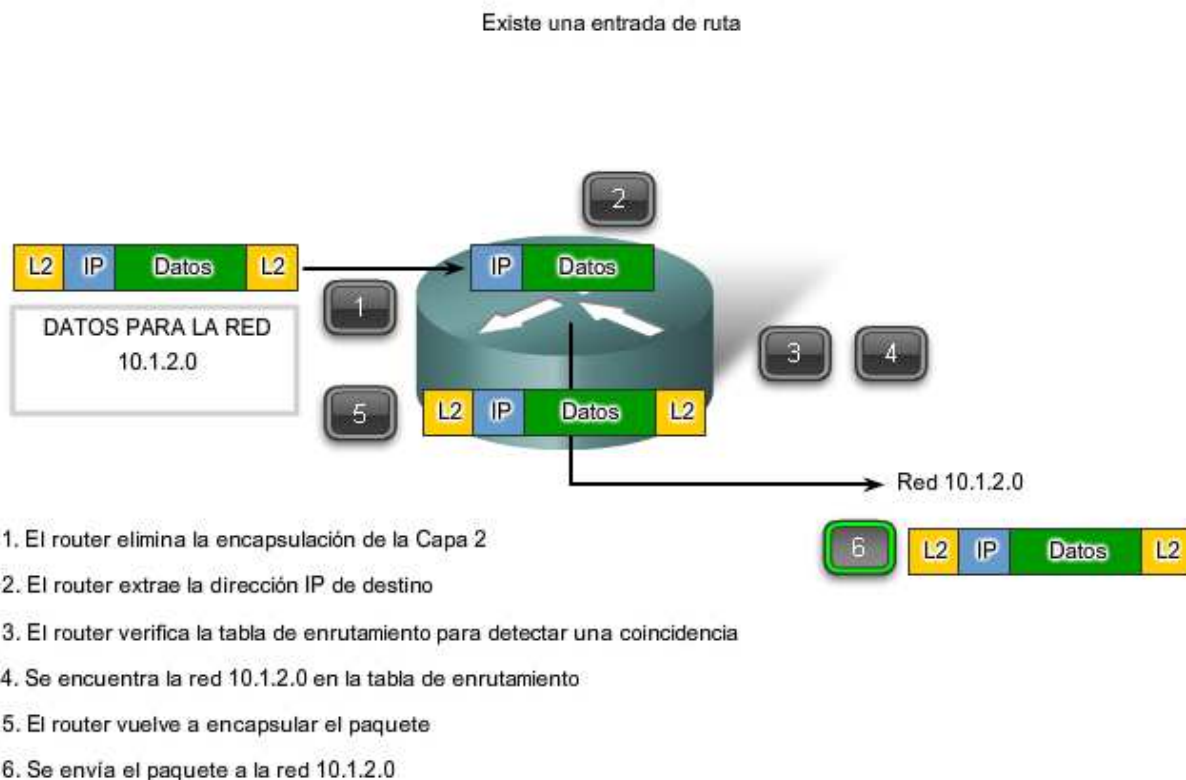 Existe una entrada de ruta
2
L2 IP Datos L2
IP Datos
1
DATOS PARA LA RED
10.1.2.0
3 4
5
L2 IP Datos L2
Red 10.1.2.0
6
L2 IP Datos L2
1. El router elimina la encapsulación de la Capa 2
2. El router extrae la dirección IP de destino
3. El router verifica la tabla de enrutamiento para detectar una coincidencia
4. Se encuentra la red 10.1.2.0 en la tabla de enrutamiento
5. El router vuelve a encapsular el paquete
6. Se envía el paquete a la red 10.1.2.0